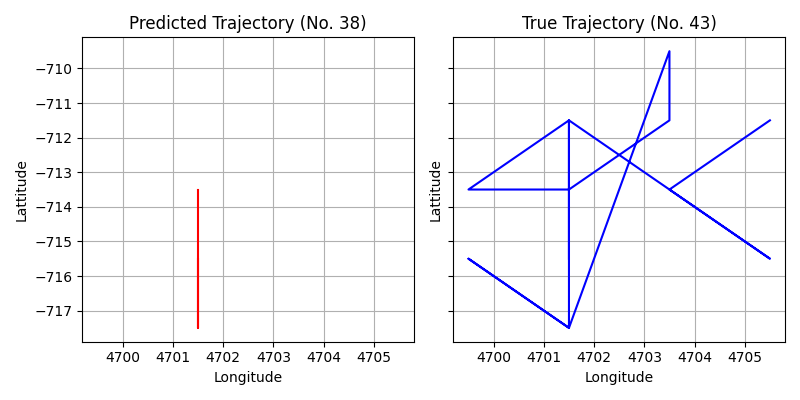 Predicted Trajectory (No. 38)
−710
−711
−712
−713
−714
−715
−716
−717
Lattitude
4700 4701 4702 4703 4704 4705
Longitude
True Trajectory (No. 43)
Lattitude
4700 4701 4702 4703 4704 4705
Longitude